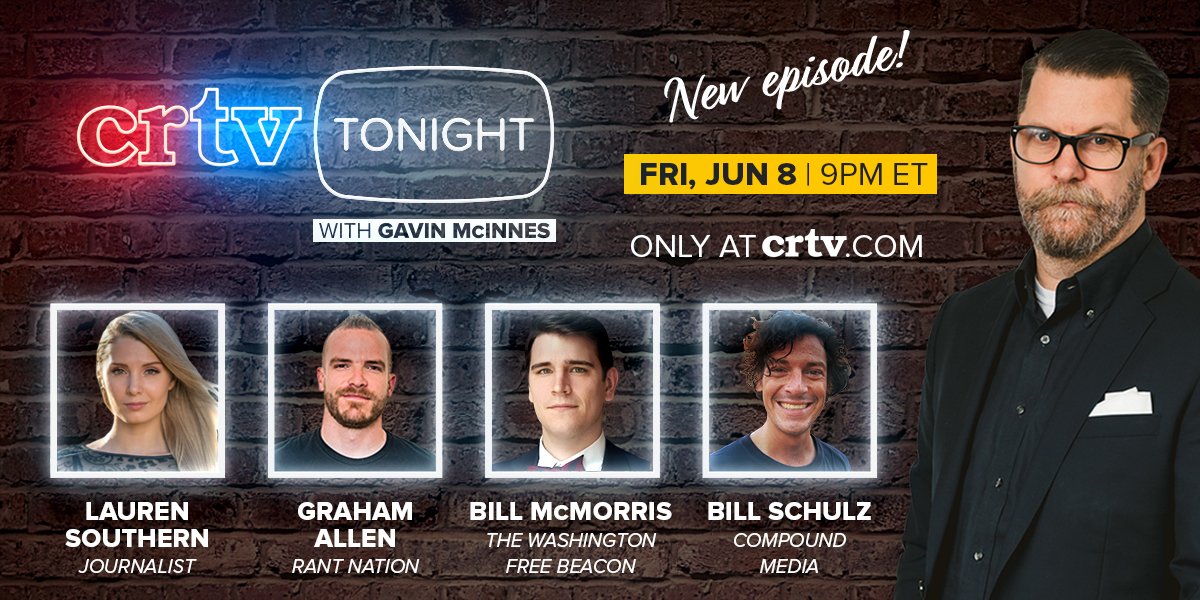 crtv TONIGHT
WITH GAVIN McINNES
New episode!
FRI, JUN 8 | 9PM ET
ONLY AT crtv.COM
LAUREN
SOUTHERN
JOURNALIST
GRAHAM
ALLEN
RANT NATION
BILL McMORRIS
THE WASHINGTON
FREE BEACON
BILL SCHULZ
COMPOUND
MEDIA